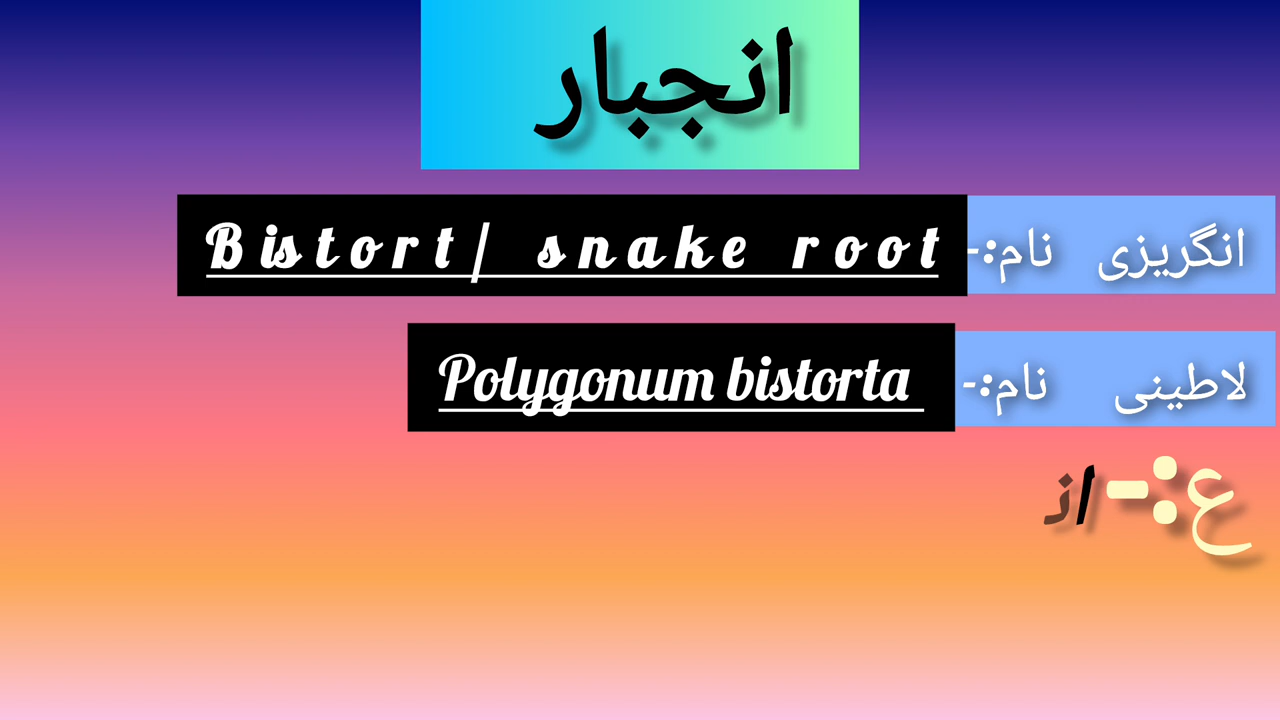 انجبار
انگریزی نام:- Bistort/ snake root
لاطینی نام:- Polygonum bistorta
ع:- از